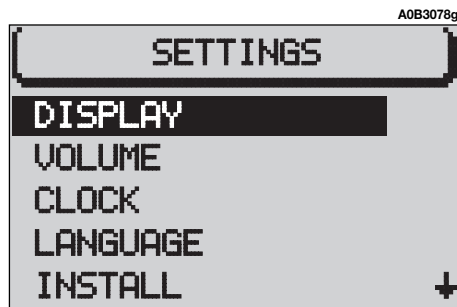 A0B3078g
SETTINGS
DISPLAY
VOLUME
CLOCK
LANGUAGE
INSTALL